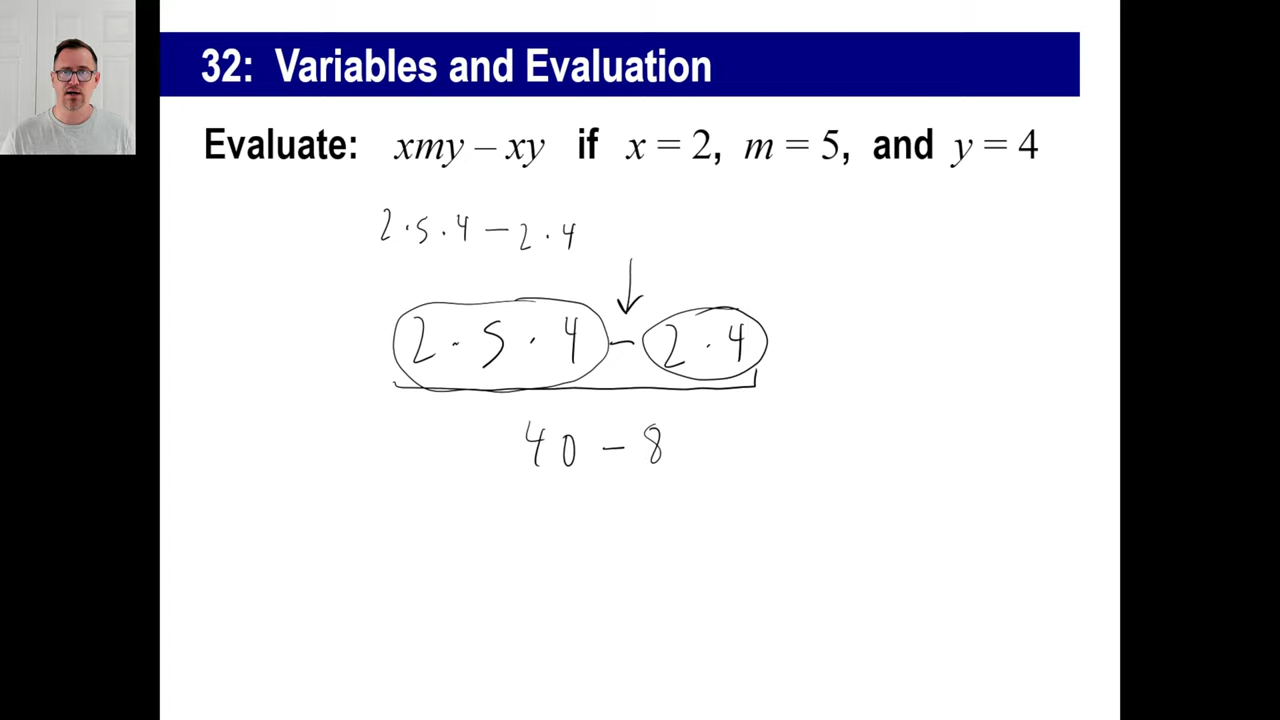 32: Variables and Evaluation
Evaluate: xmy – xy if x = 2, m = 5, and y = 4
2 · 5 · 4 – 2 · 4
2 · 5 · 4 – 2 · 4
40 – 8